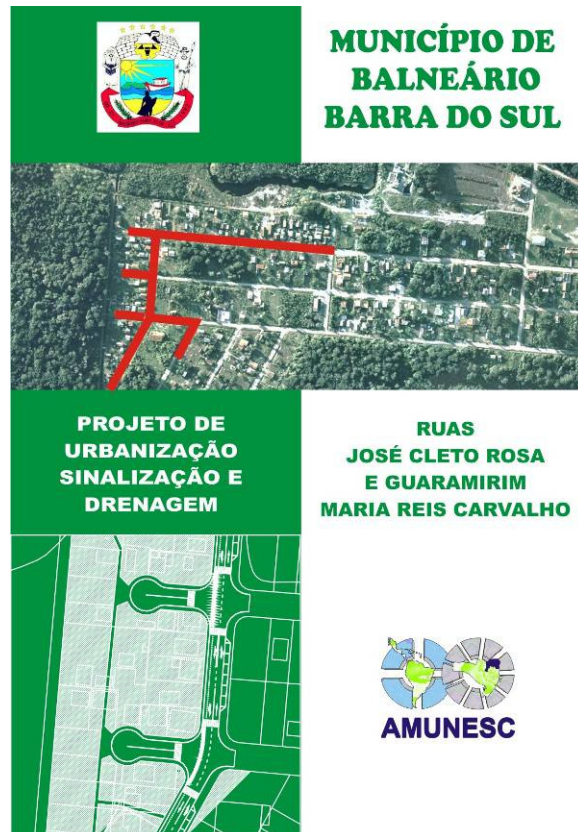 MUNICÍPIO DE
BALNEÁRIO
BARRA DO SUL
PROJETO DE
URBANIZAÇÃO
SINALIZAÇÃO E
DRENAGEM
RUAS
JOSÉ CLETO ROSA
E GUARAMIRIM
MARIA REIS CARVALHO
AMUNESC